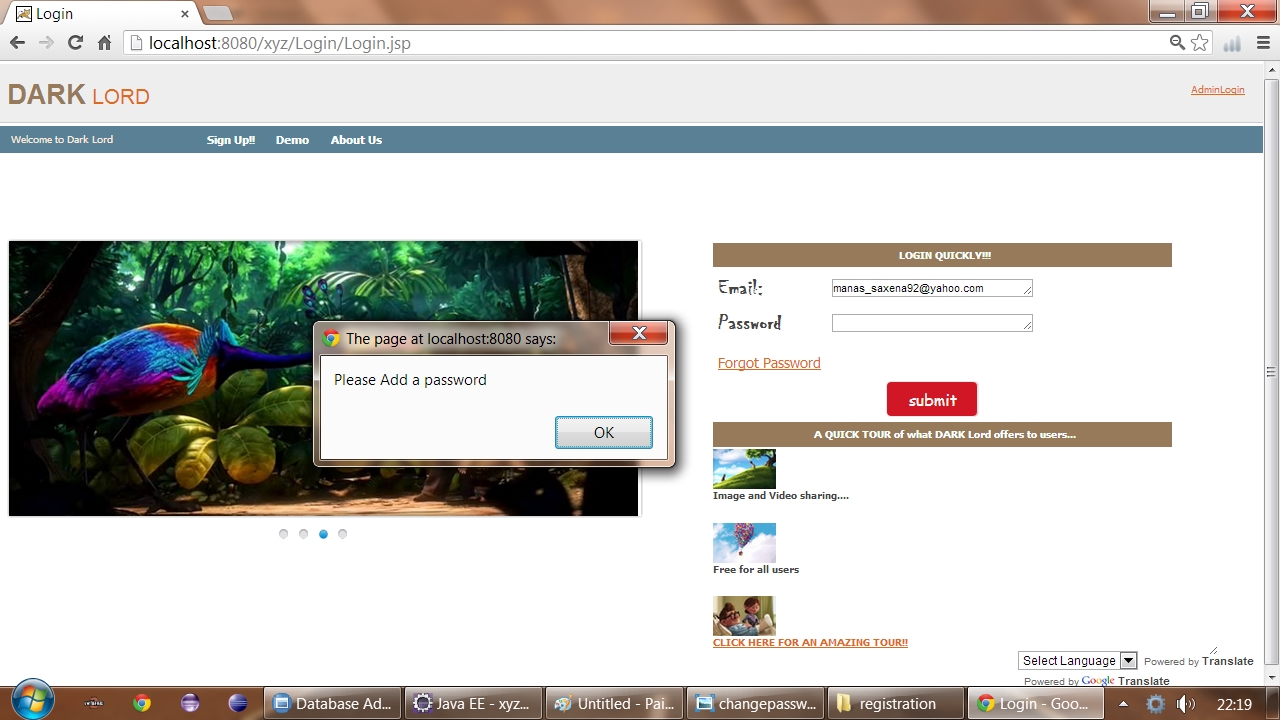 Login
localhost:8080/xyz/Login/Login.jsp
DARK LORD
AdminLogin
Welcome to Dark Lord Sign Up!! Demo About Us
LOGIN QUICKLY!!!
Email: manas_saxena92@yahoo.com
Password
Forgot Password
submit
The page at localhost:8080 says:
Please Add a password
OK
A QUICK TOUR of what DARK Lord offers to users...
Image and Video sharing....
Free for all users
CLICK HERE FOR AN AMAZING TOUR!!
Select Language Powered by Translate
Powered by Google Translate
Database Ad... Java EE - xyz... Untitled - Pai... changepassw... registration Login - Goo... 22:19